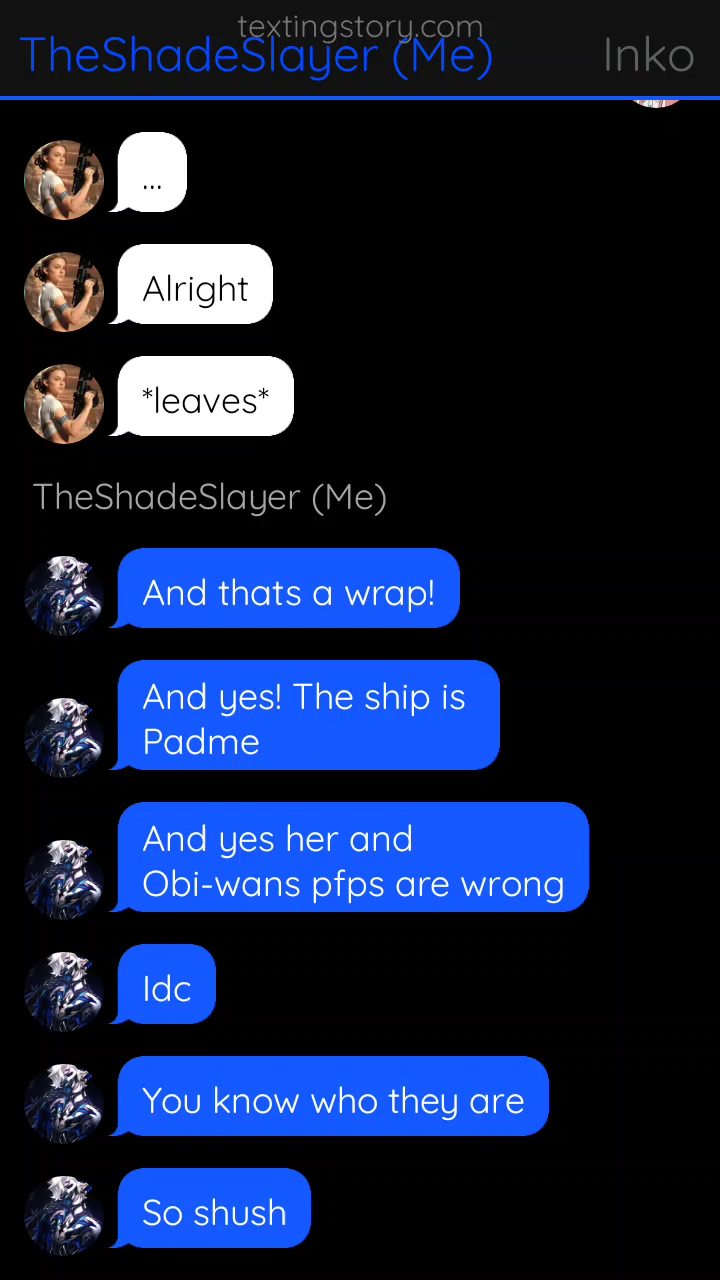 textingstory.com
TheShadeSlayer (Me)
Inko
...
Alright
*leaves*
TheShadeSlayer (Me)
And thats a wrap!
And yes! The ship is
Padme
And yes her and
Obi-wans pfps are wrong
Idc
You know who they are
So shush